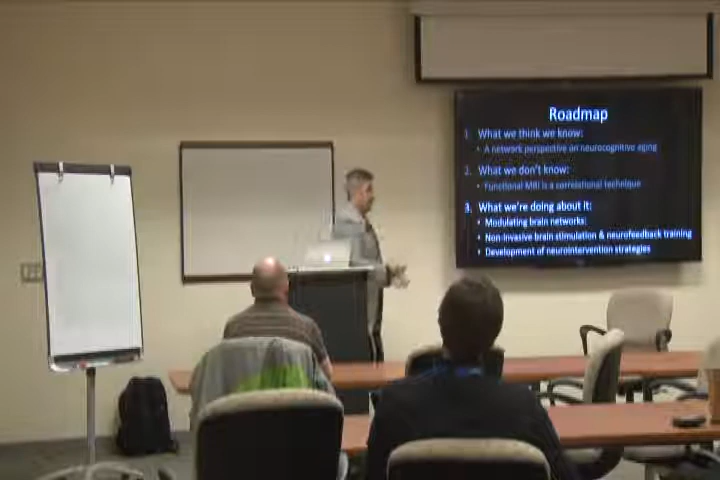 Roadmap
1. What we think we know:
• A network perspective on neurocognitive aging
2. What we don't know:
• Functional MRI is a correlational technique
3. What we're doing about it:
• Modulating brain networks:
• Non-invasive brain stimulation & neurofeedback training
• Development of neurointervention strategies